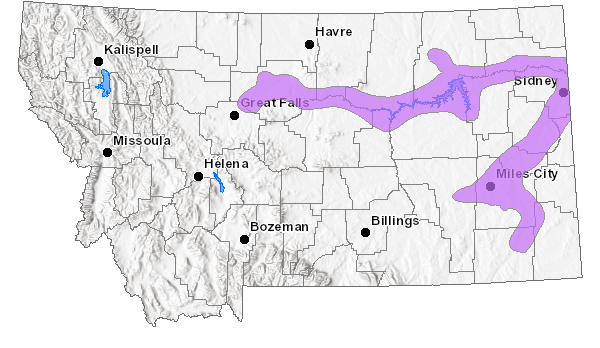 Havre
Kalispell
Sidney
Great Falls
Missoula
Helena
Miles City
Billings
Bozeman